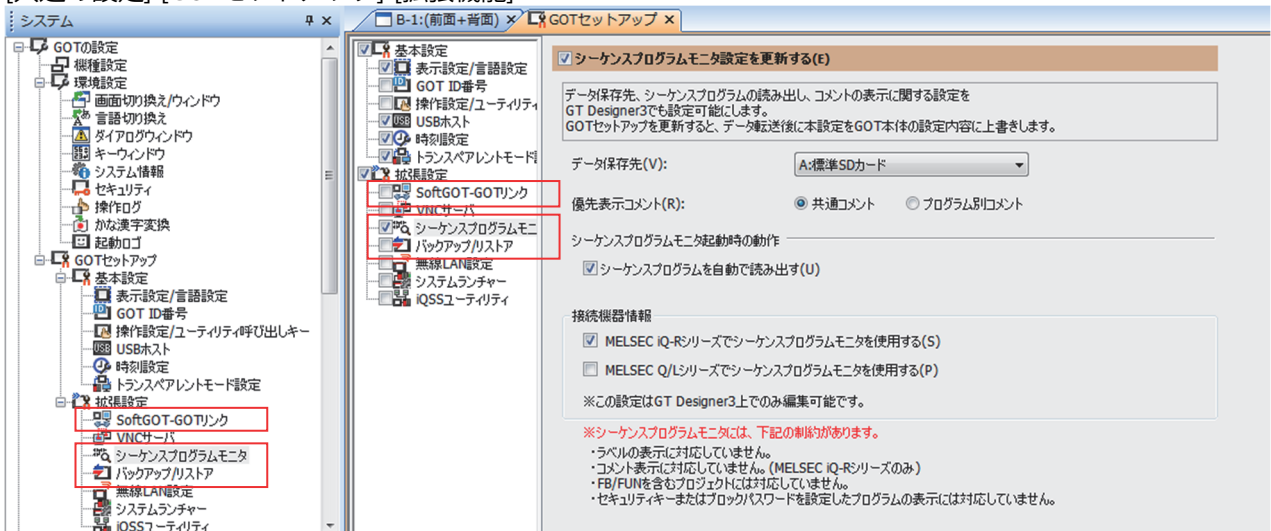 [共通の設定] [GOTセットアップ] [拡張機能]
システム
GOTの設定
機種設定
環境設定
画面切り換え/ウィンドウ
言語切り換え
ダイアログウィンドウ
キーウィンドウ
システム情報
セキュリティ
操作ログ
かな漢字変換
起動ロゴ
GOTセットアップ
基本設定
表示設定/言語設定
GOT ID番号
操作設定/ユーティリティ呼び出しキー
USBホスト
時刻設定
トランスペアレントモード設定
拡張設定
SoftGOT-GOTリンク
VNCサーバ
シーケンスプログラムモニタ
バックアップ/リストア
無線LAN設定
システムランチャー
iQSSユーティリティ
B-1:(前面+背面)
GOTセットアップ
基本設定
表示設定/言語設定
GOT ID番号
操作設定/ユーティリティ
USBホスト
時刻設定
トランスペアレントモード
拡張設定
SoftGOT-GOTリンク
VNCサーバ
シーケンスプログラムモニ
バックアップ/リストア
無線LAN設定
システムランチャー
iQSSユーティリティ
シーケンスプログラムモニタ設定を更新する(E)
データ保存先、シーケンスプログラムの読み出し、コメントの表示に関する設定を
GT Designer3でも設定可能にします。
GOTセットアップを更新すると、データ転送後に本設定をGOT本体の設定内容に上書きします。
データ保存先(V): A:標準SDカード
優先表示コメント(R): 共通コメント プログラム別コメント
シーケンスプログラムモニタ起動時の動作
シーケンスプログラムを自動で読み出す(U)
接続機器情報
MELSEC iQ-Rシリーズでシーケンスプログラムモニタを使用する(S)
MELSEC Q/Lシリーズでシーケンスプログラムモニタを使用する(P)
※この設定はGT Designer3上でのみ編集可能です。
※シーケンスプログラムモニタには、下記の制約があります。
・ラベルの表示に対応していません。
・コメント表示に対応していません。(MELSEC iQ-Rシリーズのみ)
・FB/FUNを含むプロジェクトには対応していません。
・セキュリティキーまたはブロックパスワードを設定したプログラムの表示には対応していません。